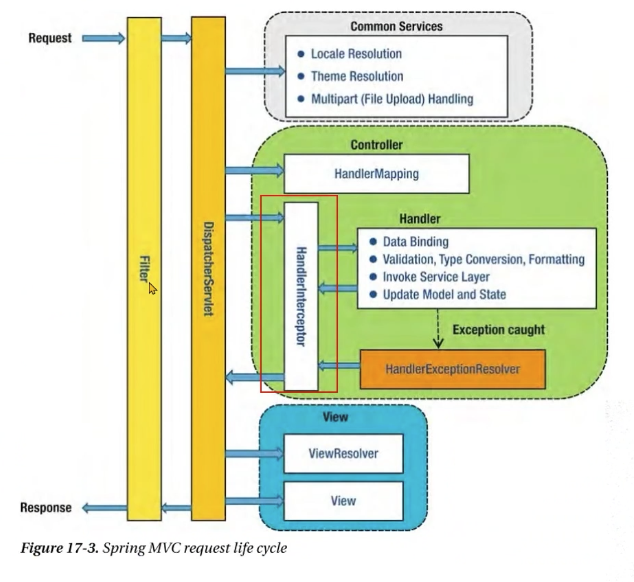 Request
Common Services
Locale Resolution
Theme Resolution
Multipart (File Upload) Handling
Controller
HandlerMapping
Filter
DispatcherServlet
HandlerInterceptor
Handler
Data Binding
Validation, Type Conversion, Formatting
Invoke Service Layer
Update Model and State
Exception caught
HandlerExceptionResolver
View
ViewResolver
View
Response
Figure 17-3. Spring MVC request life cycle